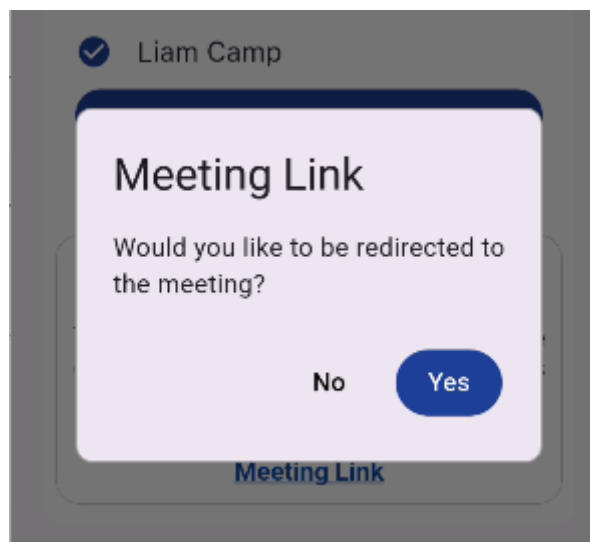 Liam Camp
Meeting Link
Would you like to be redirected to
the meeting?
No
Yes
Meeting Link